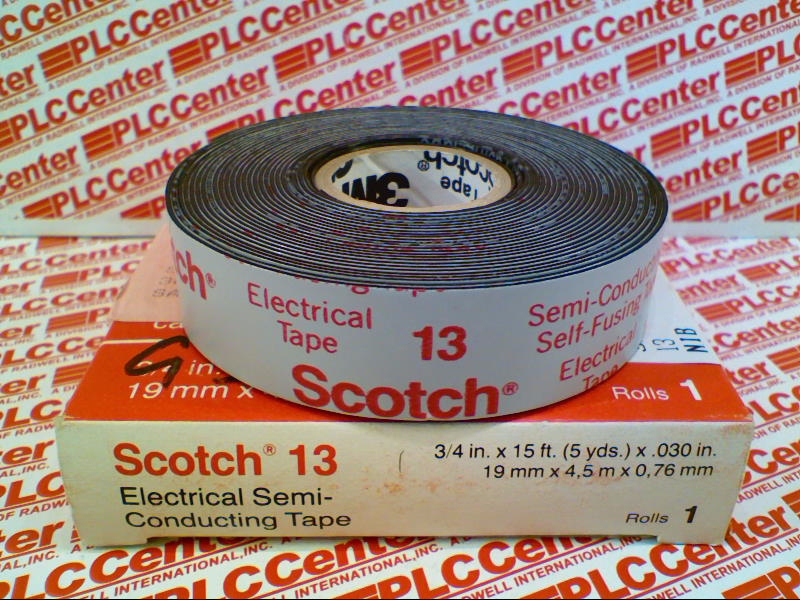 PLCCenter
A DIVISION OF RADWELL INTERNATIONAL, INC.
3M
Scotch®
Tape
Electrical
Tape
13
Scotch®
Semi-Conduc
Self-Fusing
Electrical
Tape
13
NIB
in.
19 mm x
Rolls 1
Scotch® 13
Electrical Semi-
Conducting Tape
3/4 in. x 15 ft. (5 yds.) x .030 in.
19 mm x 4,5 m x 0,76 mm
Rolls 1